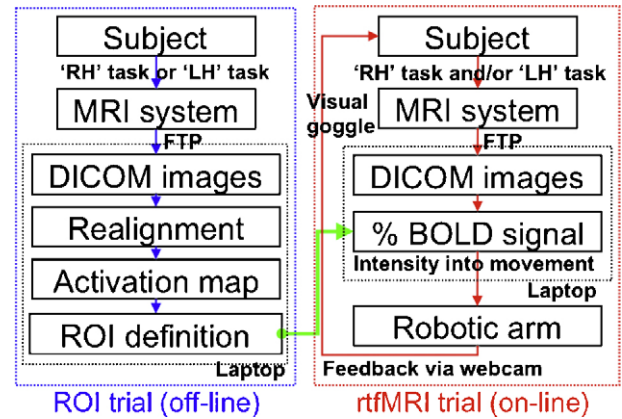 Subject
'RH' task or 'LH' task
MRI system
FTP
DICOM images
Realignment
Activation map
ROI definition
Laptop
ROI trial (off-line)
Subject
'RH' task and/or 'LH' task
Visual
goggle
MRI system
FTP
DICOM images
% BOLD signal
Intensity into movement
Laptop
Robotic arm
Feedback via webcam
rtfMRI trial (on-line)